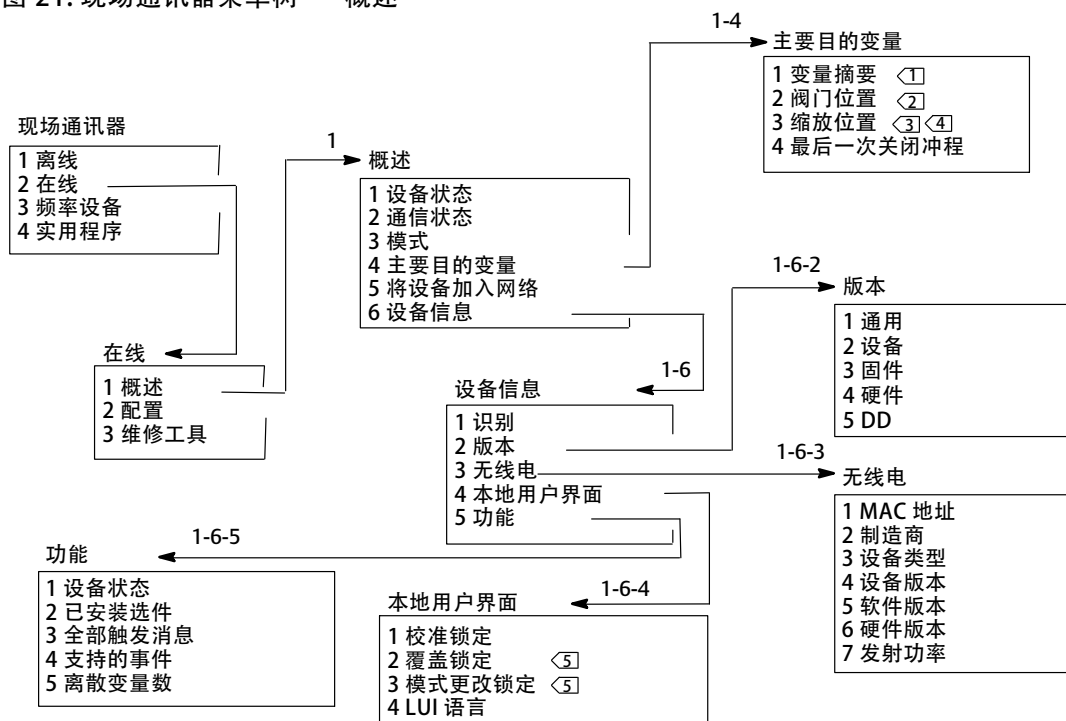 图 21. 现场通讯器菜单树 — 概述
现场通讯器
1 离线
2 在线
3 频率设备
4 实用程序
在线
1 概述
2 配置
3 维修工具
1
概述
1 设备状态
2 通信状态
3 模式
4 主要目的变量
5 将设备加入网络
6 设备信息
1-4
主要目的变量
1 变量摘要 1
2 阀门位置 2
3 缩放位置 3 4
4 最后一次关闭冲程
1-6
设备信息
1 识别
2 版本
3 无线电
4 本地用户界面
5 功能
1-6-2
版本
1 通用
2 设备
3 固件
4 硬件
5 DD
1-6-3
无线电
1 MAC 地址
2 制造商
3 设备类型
4 设备版本
5 软件版本
6 硬件版本
7 发射功率
1-6-5
功能
1 设备状态
2 已安装选件
3 全部触发消息
4 支持的事件
5 离散变量数
1-6-4
本地用户界面
1 校准锁定
2 覆盖锁定 5
3 模式更改锁定 5
4 LUI 语言